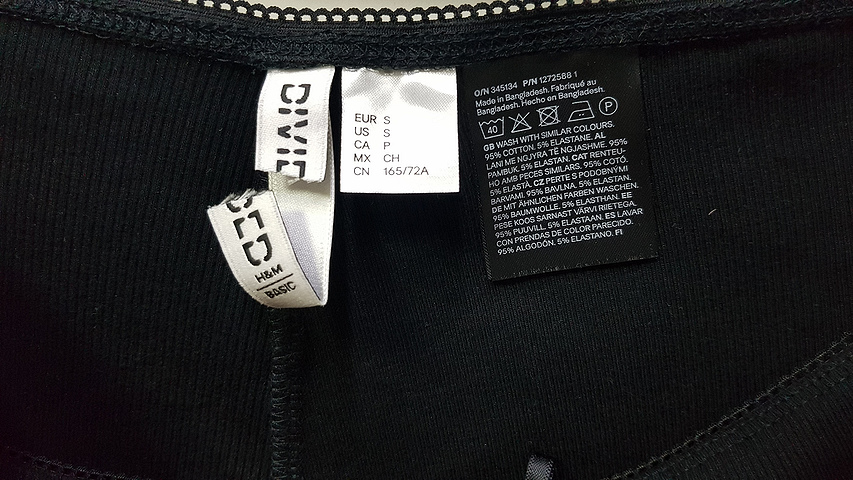 DIVIDED
H&M
BASIC
EUR S
US S
CA P
MX CH
CN 165/72A
O/N 345134 P/N 1272588 1
Made in Bangladesh. Fabriqué au
Bangladesh. Hecho en Bangladesh.
40 P
GB WASH WITH SIMILAR COLOURS.
95% COTTON. 5% ELASTANE. AL
LANI ME NGJYRA TË NGJASHME. 95%
PAMBUK. 5% ELASTAN. CAT RENTEU-
HO AMB PECES SIMILARS. 95% COTÓ.
5% ELASTÀ. CZ PERTE S PODOBNÝMI
BARVAMI. 95% BAVLNA. 5% ELASTAN.
DE MIT ÄHNLICHEN FARBEN WASCHEN.
95% BAUMWOLLE. 5% ELASTHAN. EE
PESE KOOS SARNAST VÄRVI RIIETEGA.
95% PUUVILL. 5% ELASTAAN. ES LAVAR
CON PRENDAS DE COLOR PARECIDO.
95% ALGODÓN. 5% ELASTANO. FI